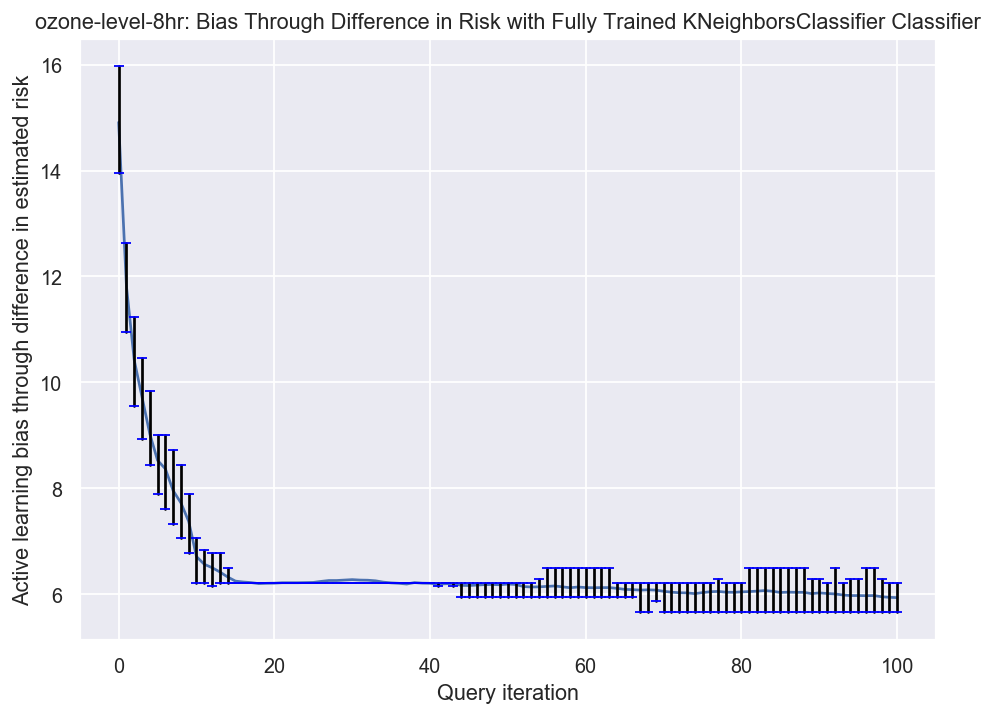 ozone-level-8hr: Bias Through Difference in Risk with Fully Trained KNeighborsClassifier Classifier
Active learning bias through difference in estimated risk
16
14
12
10
8
6
0 20 40 60 80 100
Query iteration